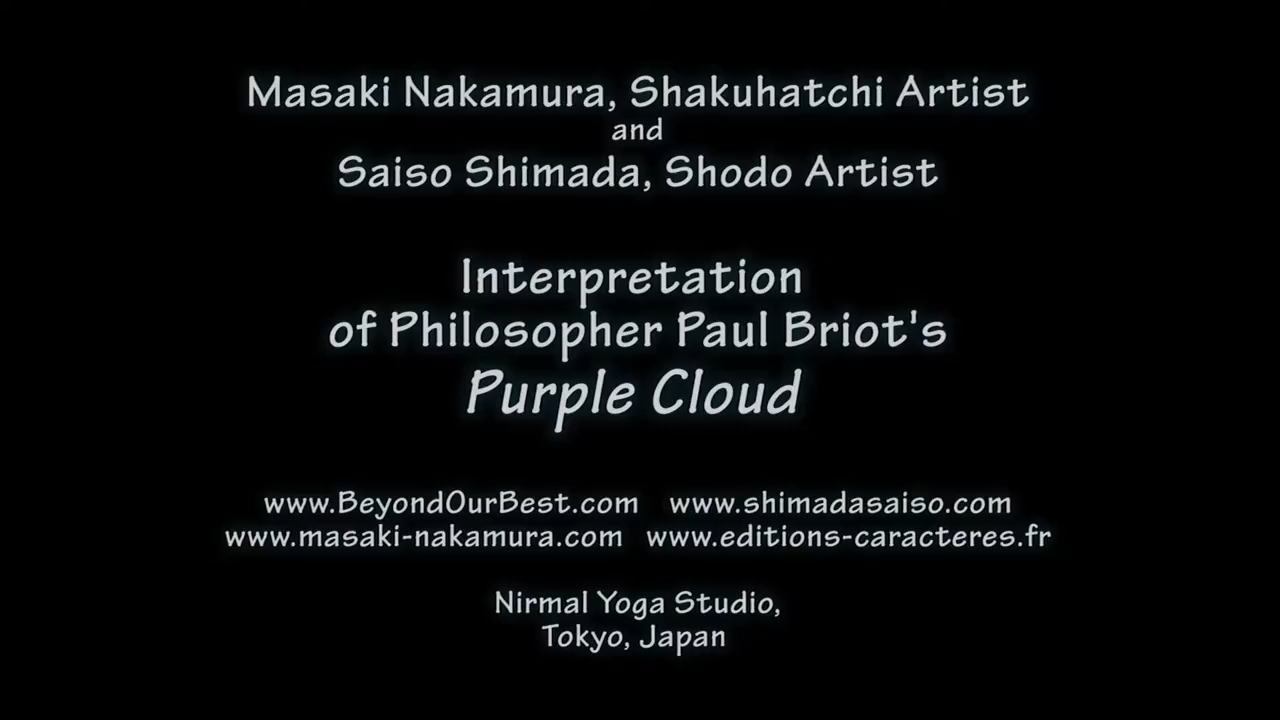 Masaki Nakamura, Shakuhatchi Artist
and
Saiso Shimada, Shodo Artist
Interpretation
of Philosopher Paul Briot's
Purple Cloud
www.BeyondOurBest.com www.shimadasaiso.com
www.masaki-nakamura.com www.editions-caracteres.fr
Nirmal Yoga Studio,
Tokyo, Japan